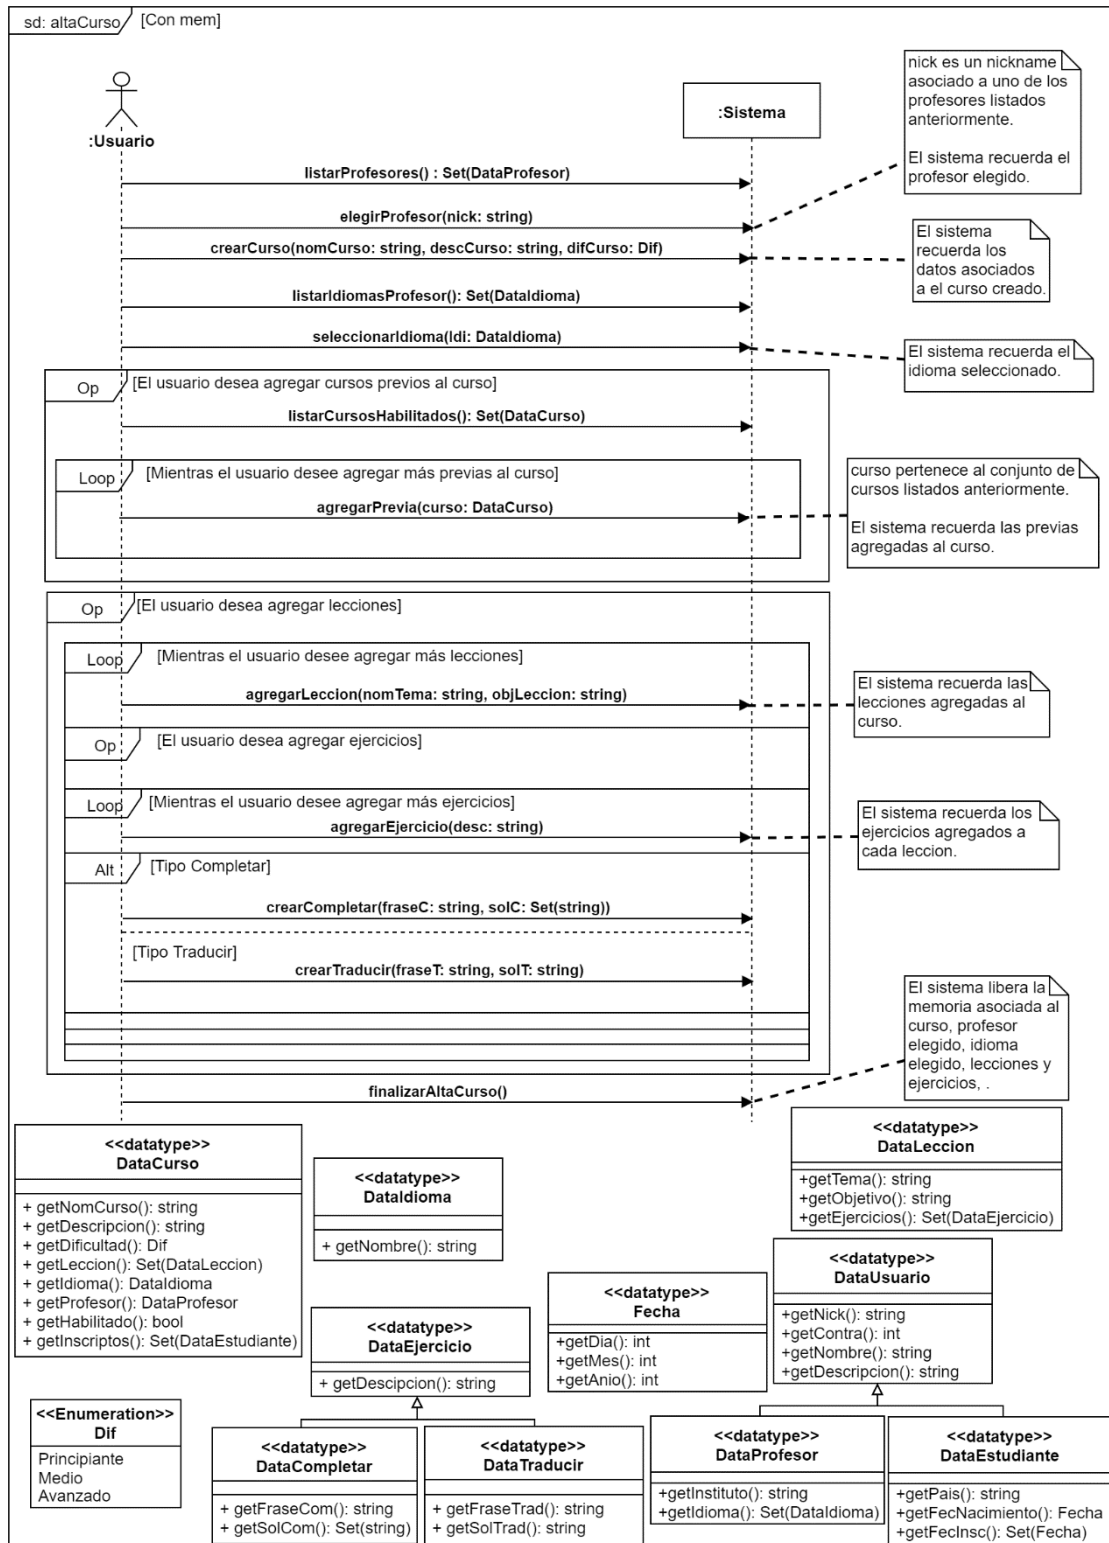 sd: altaCurso [Con mem]
nick es un nickname
asociado a uno de los
profesores listados
anteriormente.
El sistema recuerda el
profesor elegido.
:Usuario
:Sistema
listarProfesores() : Set(DataProfesor)
elegirProfesor(nick: string)
crearCurso(nomCurso: string, descCurso: string, difCurso: Dif)
El sistema
recuerda los
datos asociados
a el curso creado.
listarIdiomasProfesor(): Set(DataIdioma)
seleccionarIdioma(Idi: DataIdioma)
El sistema recuerda el
idioma seleccionado.
Op [El usuario desea agregar cursos previos al curso]
listarCursosHabilitados(): Set(DataCurso)
Loop [Mientras el usuario desee agregar más previas al curso]
agregarPrevia(curso: DataCurso)
curso pertenece al conjunto de
cursos listados anteriormente.
El sistema recuerda las previas
agregadas al curso.
Op [El usuario desea agregar lecciones]
Loop [Mientras el usuario desee agregar más lecciones]
agregarLeccion(nomTema: string, objLeccion: string)
El sistema recuerda las
lecciones agregadas al
curso.
Op [El usuario desea agregar ejercicios]
Loop [Mientras el usuario desee agregar más ejercicios]
agregarEjercicio(desc: string)
El sistema recuerda los
ejercicios agregados a
cada leccion.
Alt [Tipo Completar]
crearCompletar(fraseC: string, solC: Set(string))
[Tipo Traducir]
crearTraducir(fraseT: string, solT: string)
El sistema libera la
memoria asociada al
curso, profesor
elegido, idioma
elegido, lecciones y
ejercicios, .
finalizarAltaCurso()
<<datatype>>
DataCurso
+ getNomCurso(): string
+ getDescripcion(): string
+ getDificultad(): Dif
+ getLeccion(): Set(DataLeccion)
+ getIdioma(): DataIdioma
+ getProfesor(): DataProfesor
+ getHabilitado(): bool
+ getInscriptos(): Set(DataEstudiante)
<<datatype>>
DataIdioma
+ getNombre(): string
<<datatype>>
DataLeccion
+getTema(): string
+getObjetivo(): string
+getEjercicios(): Set(DataEjercicio)
<<datatype>>
DataEjercicio
+ getDescipcion(): string
<<datatype>>
Fecha
+getDia(): int
+getMes(): int
+getAnio(): int
<<datatype>>
DataUsuario
+getNick(): string
+getContra(): int
+getNombre(): string
+getDescripcion(): string
<<Enumeration>>
Dif
Principiante
Medio
Avanzado
<<datatype>>
DataCompletar
+ getFraseCom(): string
+ getSolCom(): Set(string)
<<datatype>>
DataTraducir
+ getFraseTrad(): string
+ getSolTrad(): string
<<datatype>>
DataProfesor
+getInstituto(): string
+getIdioma(): Set(DataIdioma)
<<datatype>>
DataEstudiante
+getPais(): string
+getFecNacimiento(): Fecha
+getFecInsc(): Set(Fecha)